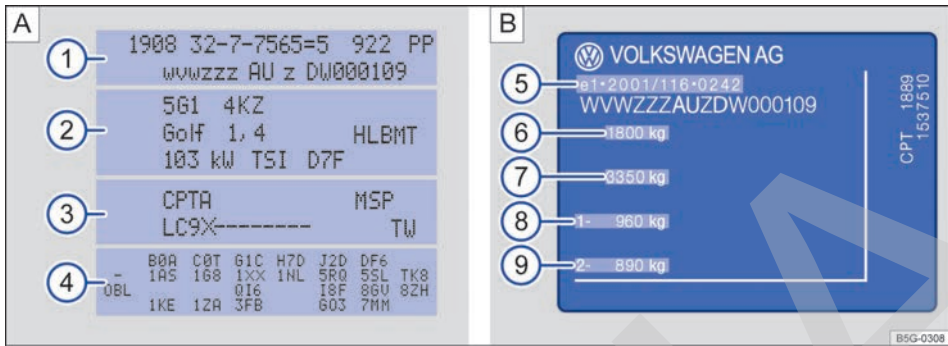 A
1
1908 32-7-7565=5 922 PP
wvwzzz AU z DW000109
2
5G1 4KZ
Golf 1,4 HLBMT
103 kW TSI D7F
3
CPTA MSP
LC9X-------- TW
4
B0A C0T G1C H7D J2D DF6
- 1AS 1G8 1XX 1NL 5RQ 5SL TK8
0BL QI6 I8F 8GV 8ZH
1KE 1ZA 3FB G03 7MM
B
VOLKSWAGEN AG
5
e1•2001/116•0242
WVWZZZAUZDW000109
6
1800 kg
7
3350 kg
8
1- 960 kg
9
2- 890 kg
CPT 1889
1537510
B5G-0308